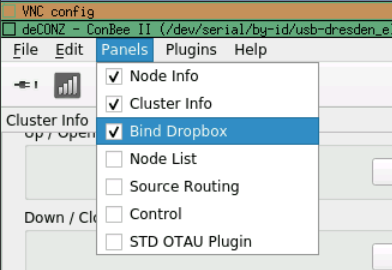 VNC config
deCONZ - ConBee II (/dev/serial/by-id/usb-dresden_el
File Edit Panels Plugins Help
Node Info
Cluster Info
Cluster Info
Bind Dropbox
Up / Open
Node List
Source Routing
Control
Down / Clo
STD OTAU Plugin